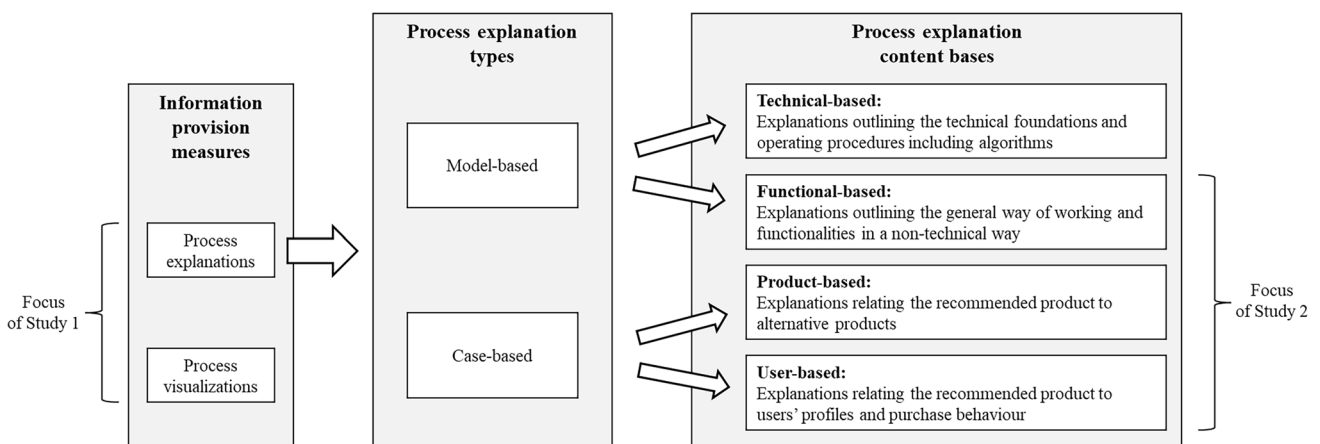 Process explanation
types
Process explanation
content bases
Information
provision
measures
Technical-based:
Explanations outlining the technical foundations and
operating procedures including algorithms
Model-based
Functional-based:
Explanations outlining the general way of working and
functionalities in a non-technical way
Process
explanations
Focus
of Study 1
Product-based:
Explanations relating the recommended product to
alternative products
Focus
of Study 2
Process
visualizations
Case-based
User-based:
Explanations relating the recommended product to
users' profiles and purchase behaviour